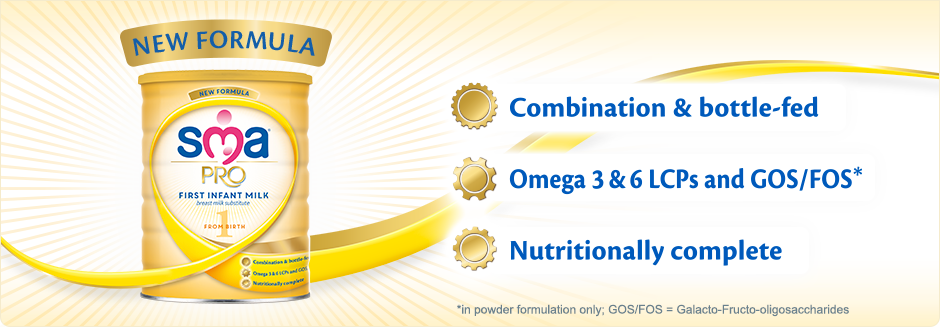 NEW FORMULA
NEW FORMULA
sma
PRO
FIRST INFANT MILK
breast milk substitute
1
FROM BIRTH
Combination & bottle-fe
Omega 3 & 6 LCPs and GOS
Nutritionally complete
Combination & bottle-fed
Omega 3 & 6 LCPs and GOS/FOS*
Nutritionally complete
*in powder formulation only; GOS/FOS = Galacto-Fructo-oligosaccharides